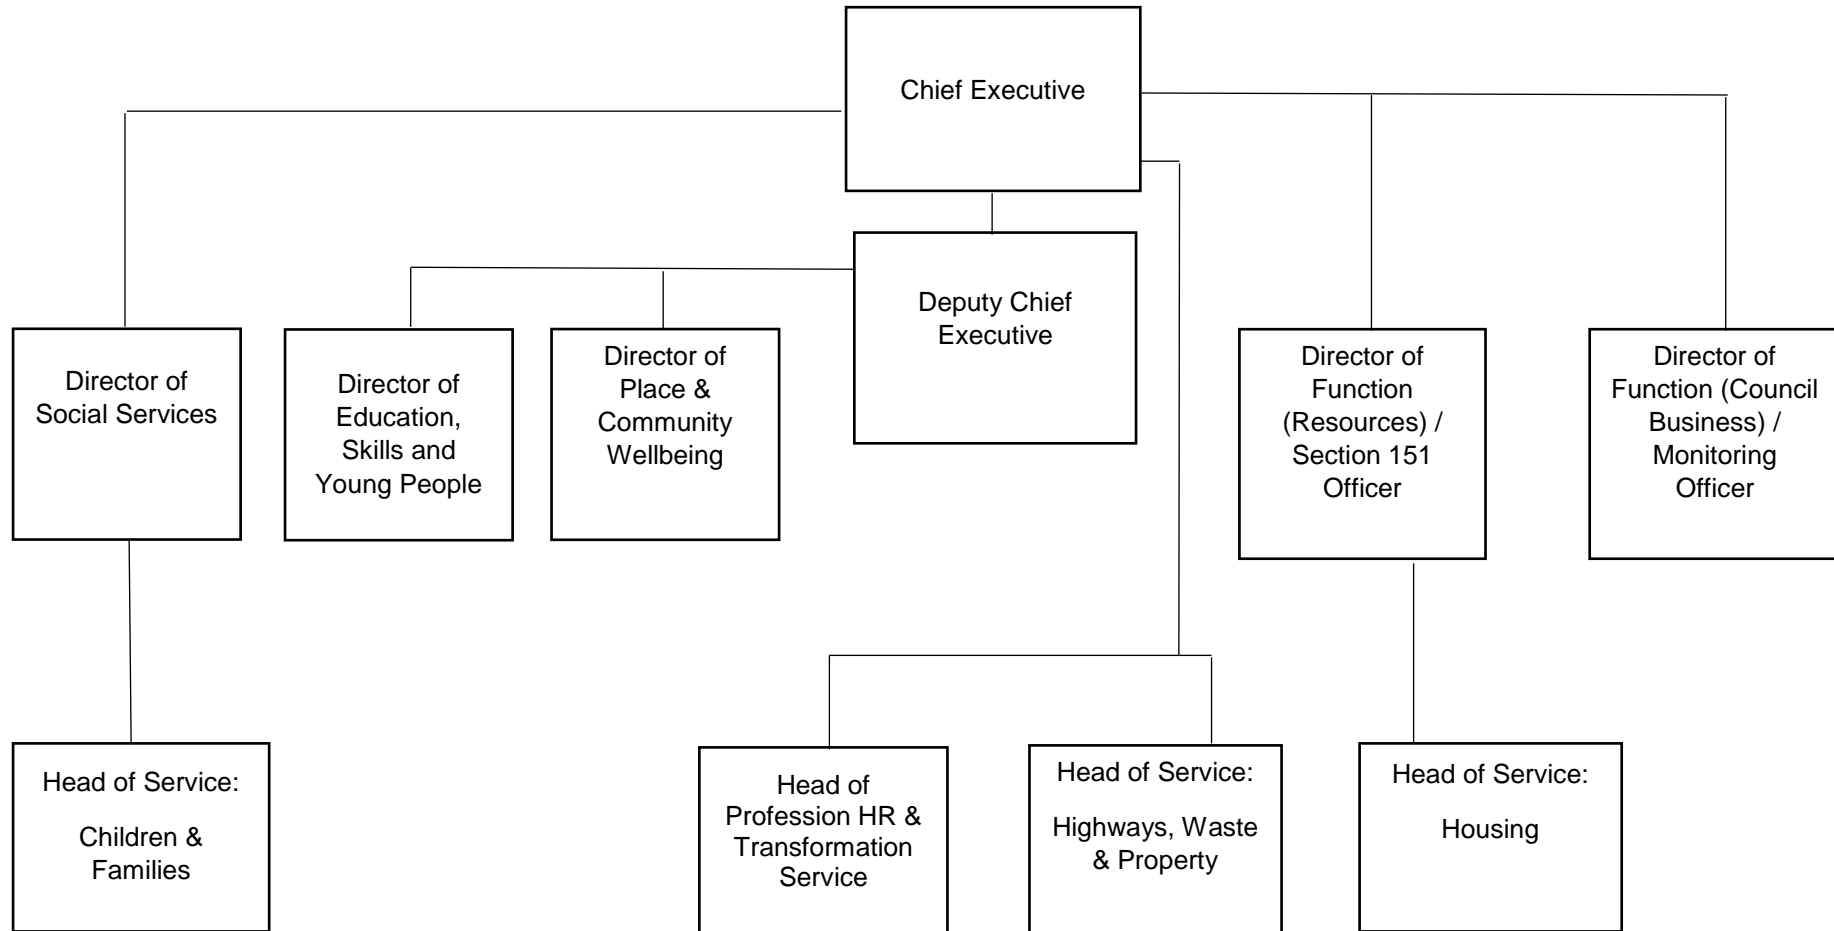 Chief Executive
Deputy Chief
Executive
Director of
Social Services
Director of
Education,
Skills and
Young People
Director of
Place &
Community
Wellbeing
Director of
Function
(Resources) /
Section 151
Officer
Director of
Function (Council
Business) /
Monitoring
Officer
Head of Service:
Children &
Families
Head of
Profession HR &
Transformation
Service
Head of Service:
Highways, Waste
& Property
Head of Service:
Housing